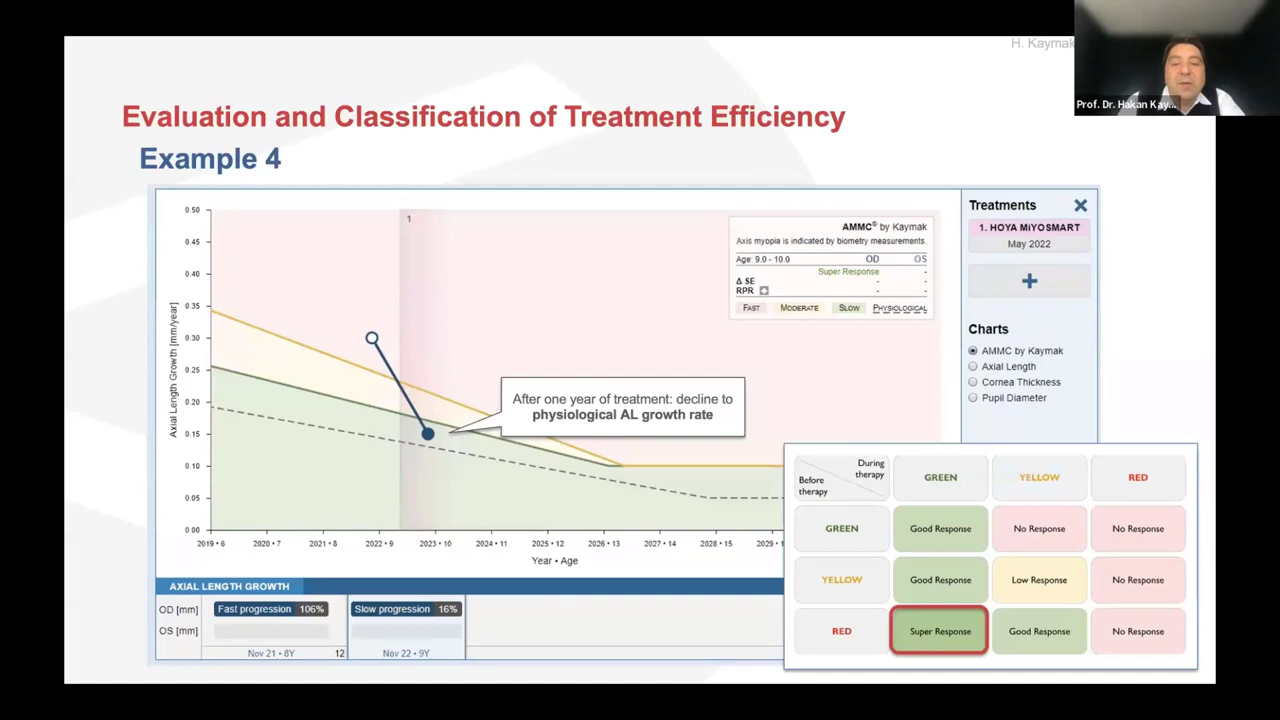 H. Kaymak
Prof. Dr. Hakan Kay...
Evaluation and Classification of Treatment Efficiency
Example 4
0.50
0.45
0.40
0.35
0.30
0.25
0.20
0.15
0.10
0.05
0.00
Axial Length Growth [mm/year]
1
2019 • 6
2020 • 7
2021 • 8
2022 • 9
2023 • 10
2024 • 11
2025 • 12
2026 • 13
2027 • 14
2028 • 15
2029 •
Year • Age
AMMC® by Kaymak
Axis myopia is indicated by biometry measurements.
Age: 9.0 - 10.0 OD OS
Super Response -
Δ SE - -
RPR - -
FAST MODERATE SLOW PHYSIOLOGICAL
After one year of treatment: decline to
physiological AL growth rate
Treatments
1. HOYA MiYOSMART
May 2022
Charts
AMMC by Kaymak
Axial Length
Cornea Thickness
Pupil Diameter
AXIAL LENGTH GROWTH
OD [mm] Fast progression 106% Slow progression 16%
OS [mm]
Nov 21 • 8Y 12 Nov 22 • 9Y
During therapy
Before therapy
GREEN YELLOW RED
GREEN Good Response No Response No Response
YELLOW Good Response Low Response No Response
RED Super Response Good Response No Response